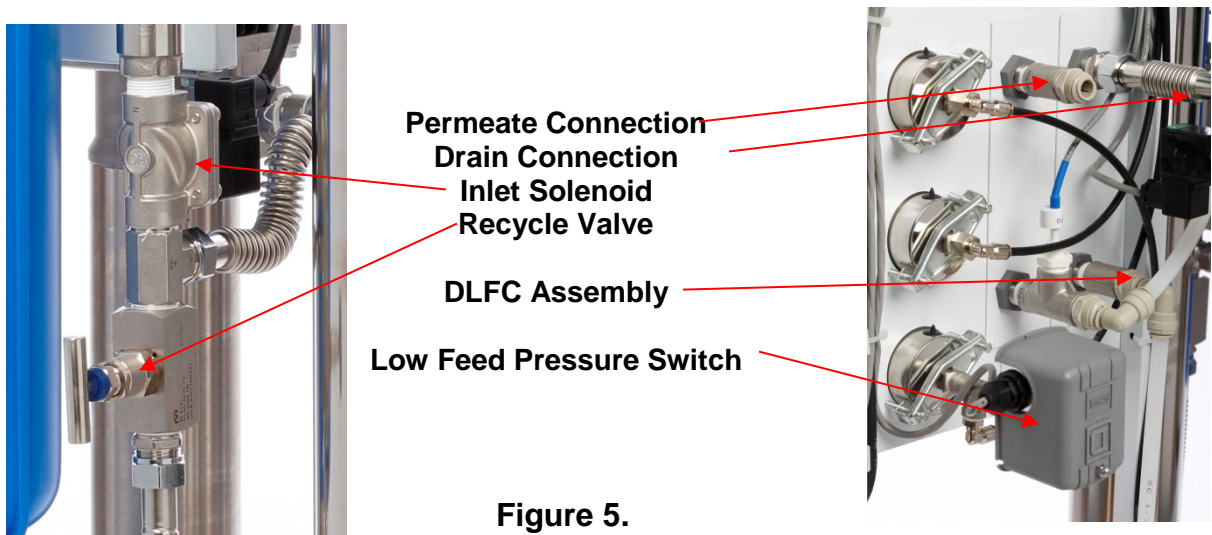 Permeate Connection
Drain Connection
Inlet Solenoid
Recycle Valve
DLFC Assembly
Low Feed Pressure Switch
Figure 5.